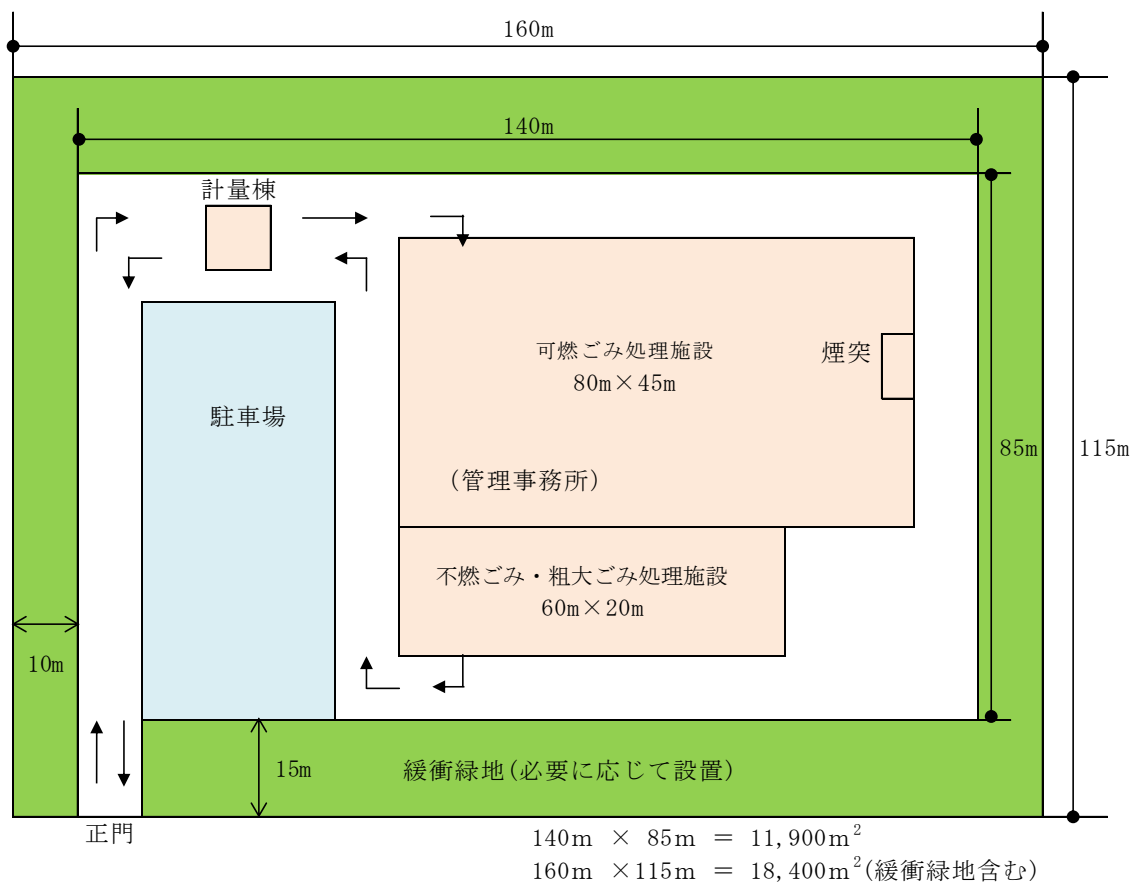 160m
140m
計量棟
可燃ごみ処理施設
80m×45m
煙突
駐車場
85m
115m
(管理事務所)
不燃ごみ・粗大ごみ処理施設
60m×20m
10m
15m
緩衝緑地(必要に応じて設置)
正門
140m × 85m = 11,900m²
160m ×115m = 18,400m²(緩衝緑地含む)